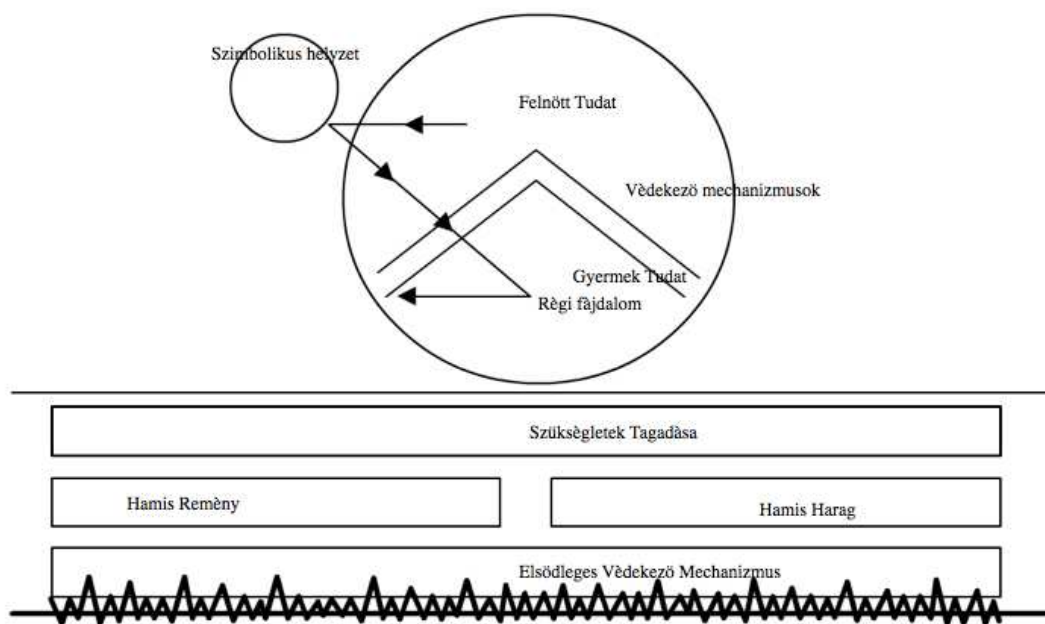 Szimbolikus helyzet
Felnött Tudat
Vèdekezö mechanizmusok
Gyermek Tudat
Règi fàjdalom
Szüksègletek Tagadàsa
Hamis Remèny
Hamis Harag
Elsödleges Vèdekezö Mechanizmus